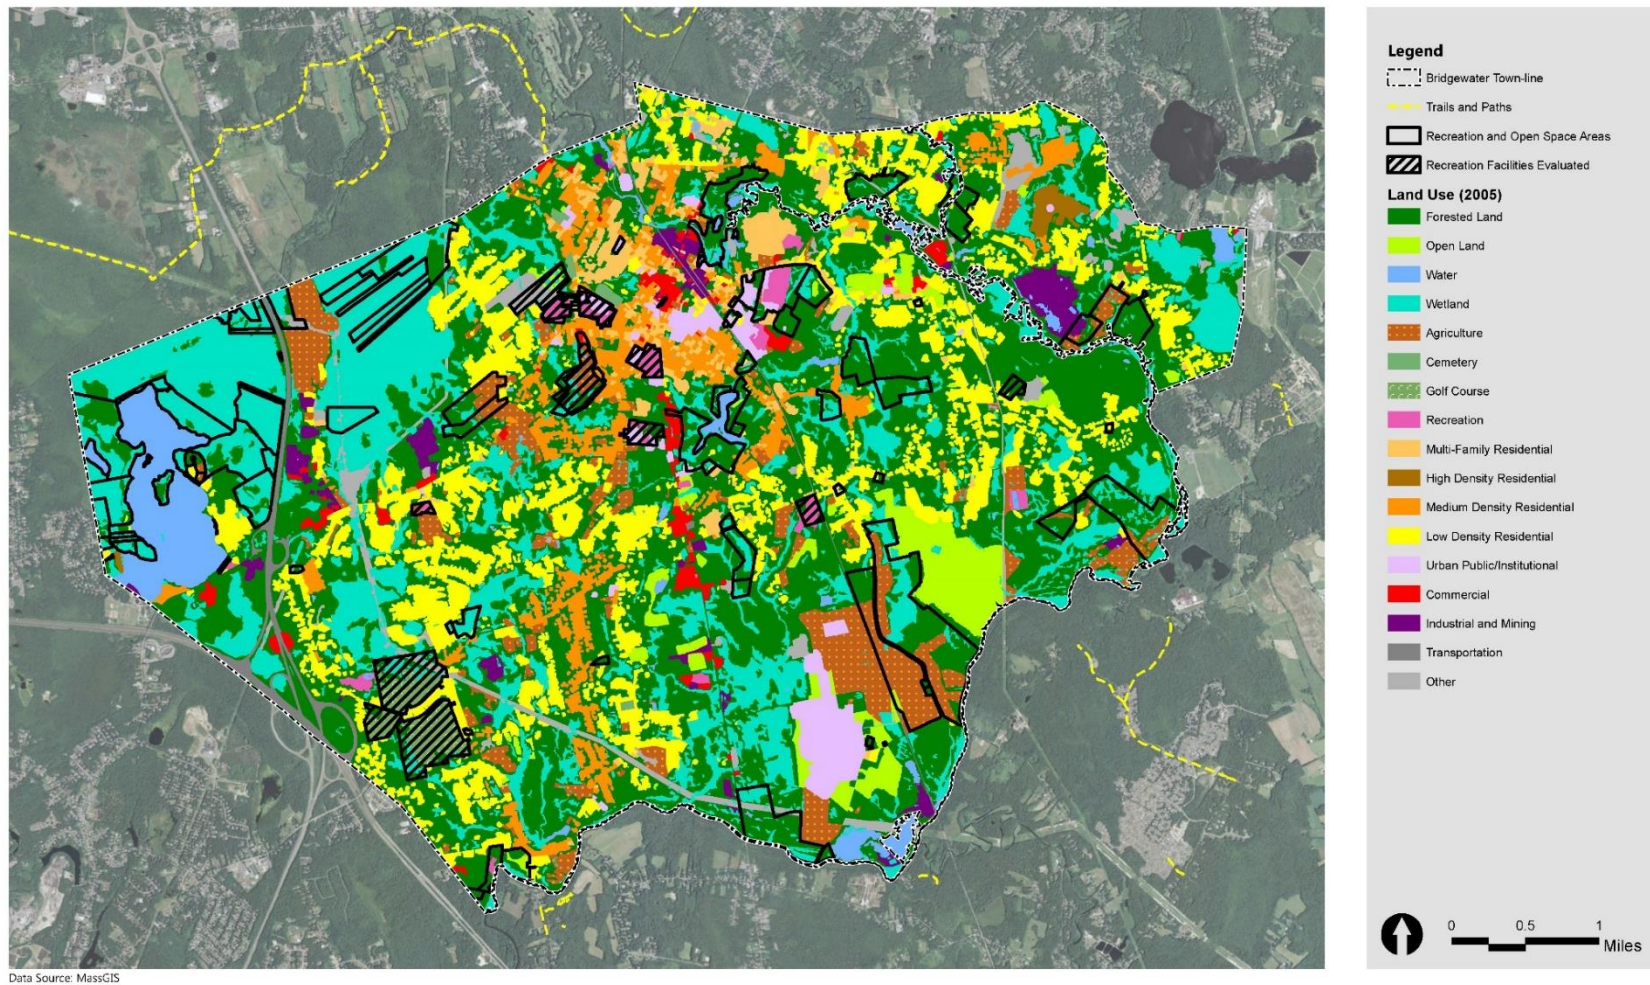 Legend
Bridgewater Town-line
Trails and Paths
Recreation and Open Space Areas
Recreation Facilities Evaluated
Land Use (2005)
Forested Land
Open Land
Water
Wetland
Agriculture
Cemetery
Golf Course
Recreation
Multi-Family Residential
High Density Residential
Medium Density Residential
Low Density Residential
Urban Public/Institutional
Commercial
Industrial and Mining
Transportation
Other
0 0.5 1
Miles
Data Source: MassGIS